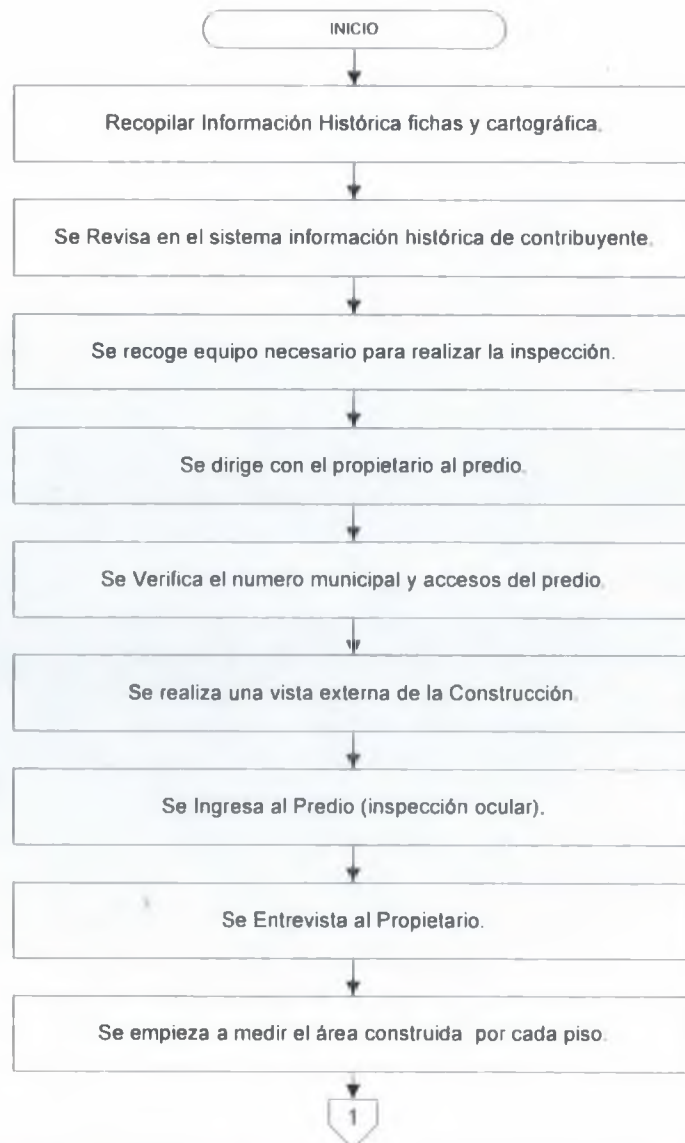 INICIO
Recopilar Información Histórica fichas y cartográfica.
Se Revisa en el sistema información histórica de contribuyente.
Se recoge equipo necesario para realizar la inspección.
Se dirige con el propietario al predio.
Se Verifica el numero municipal y accesos del predio.
Se realiza una vista externa de la Construcción.
Se Ingresa al Predio (inspección ocular).
Se Entrevista al Propietario.
Se empieza a medir el área construida por cada piso.
1